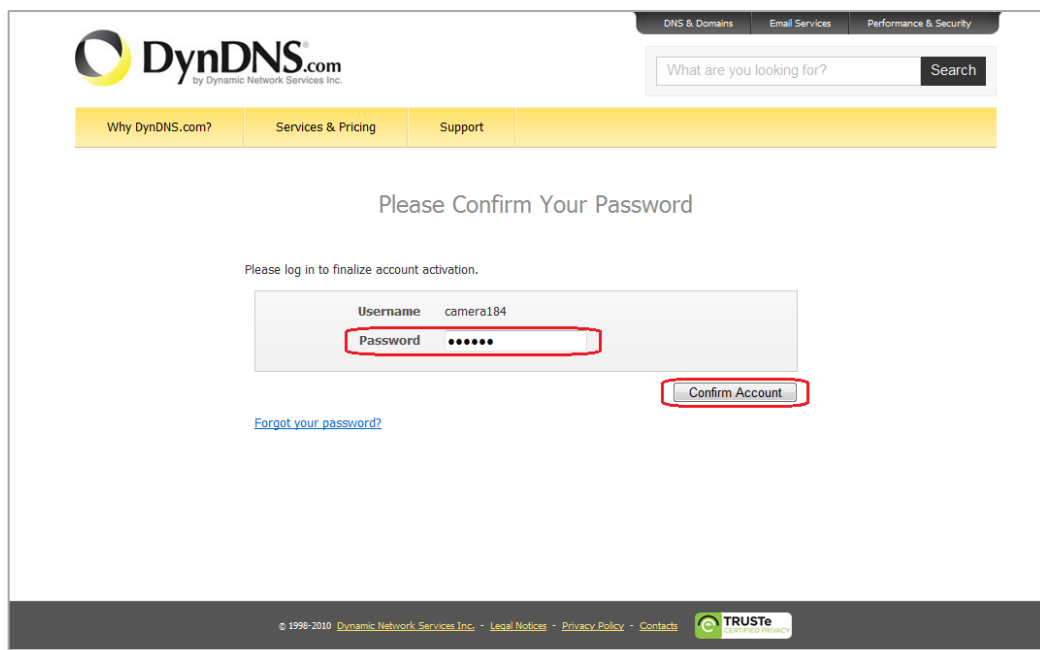 DNS & Domains Email Services Performance & Security
DynDNS.com
by Dynamic Network Services Inc.
What are you looking for? Search
Why DynDNS.com? Services & Pricing Support
Please Confirm Your Password
Please log in to finalize account activation.
Username camera184
Password ••••••
Confirm Account
Forgot your password?
© 1998-2010 Dynamic Network Services Inc. - Legal Notices - Privacy Policy - Contacts
TRUSTe
CERTIFIED PRIVACY